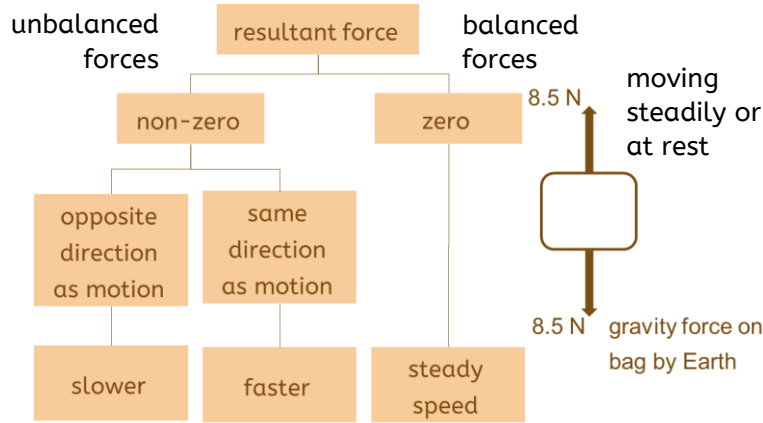 unbalanced
forces
resultant force
balanced
forces
non-zero
zero
8.5 N
moving
steadily or
at rest
opposite
direction
as motion
same
direction
as motion
8.5 N
gravity force on
bag by Earth
slower
faster
steady
speed